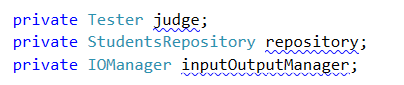 private Tester judge;
private StudentsRepository repository;
private IOManager inputOutputManager;